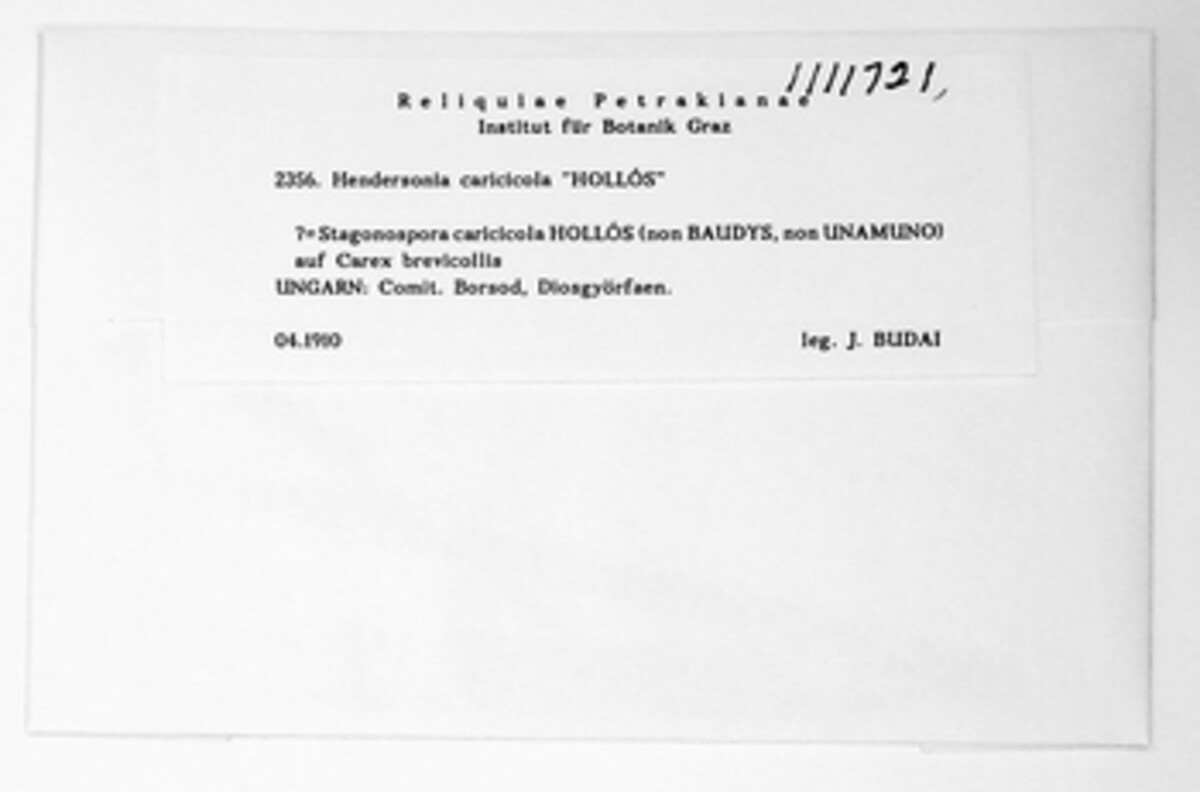 1111721,
Reliquiae Petrakianae
Institut für Botanik Graz
2356. Hendersonia caricicola "HOLLÓS"
?=Stagonospora caricicola HOLLÓS (non BAUDYS, non UNAMUNO)
auf Carex brevicollis
UNGARN: Comit. Borsod, Diosgyörfaen.
04.1910 leg. J. BUDAI